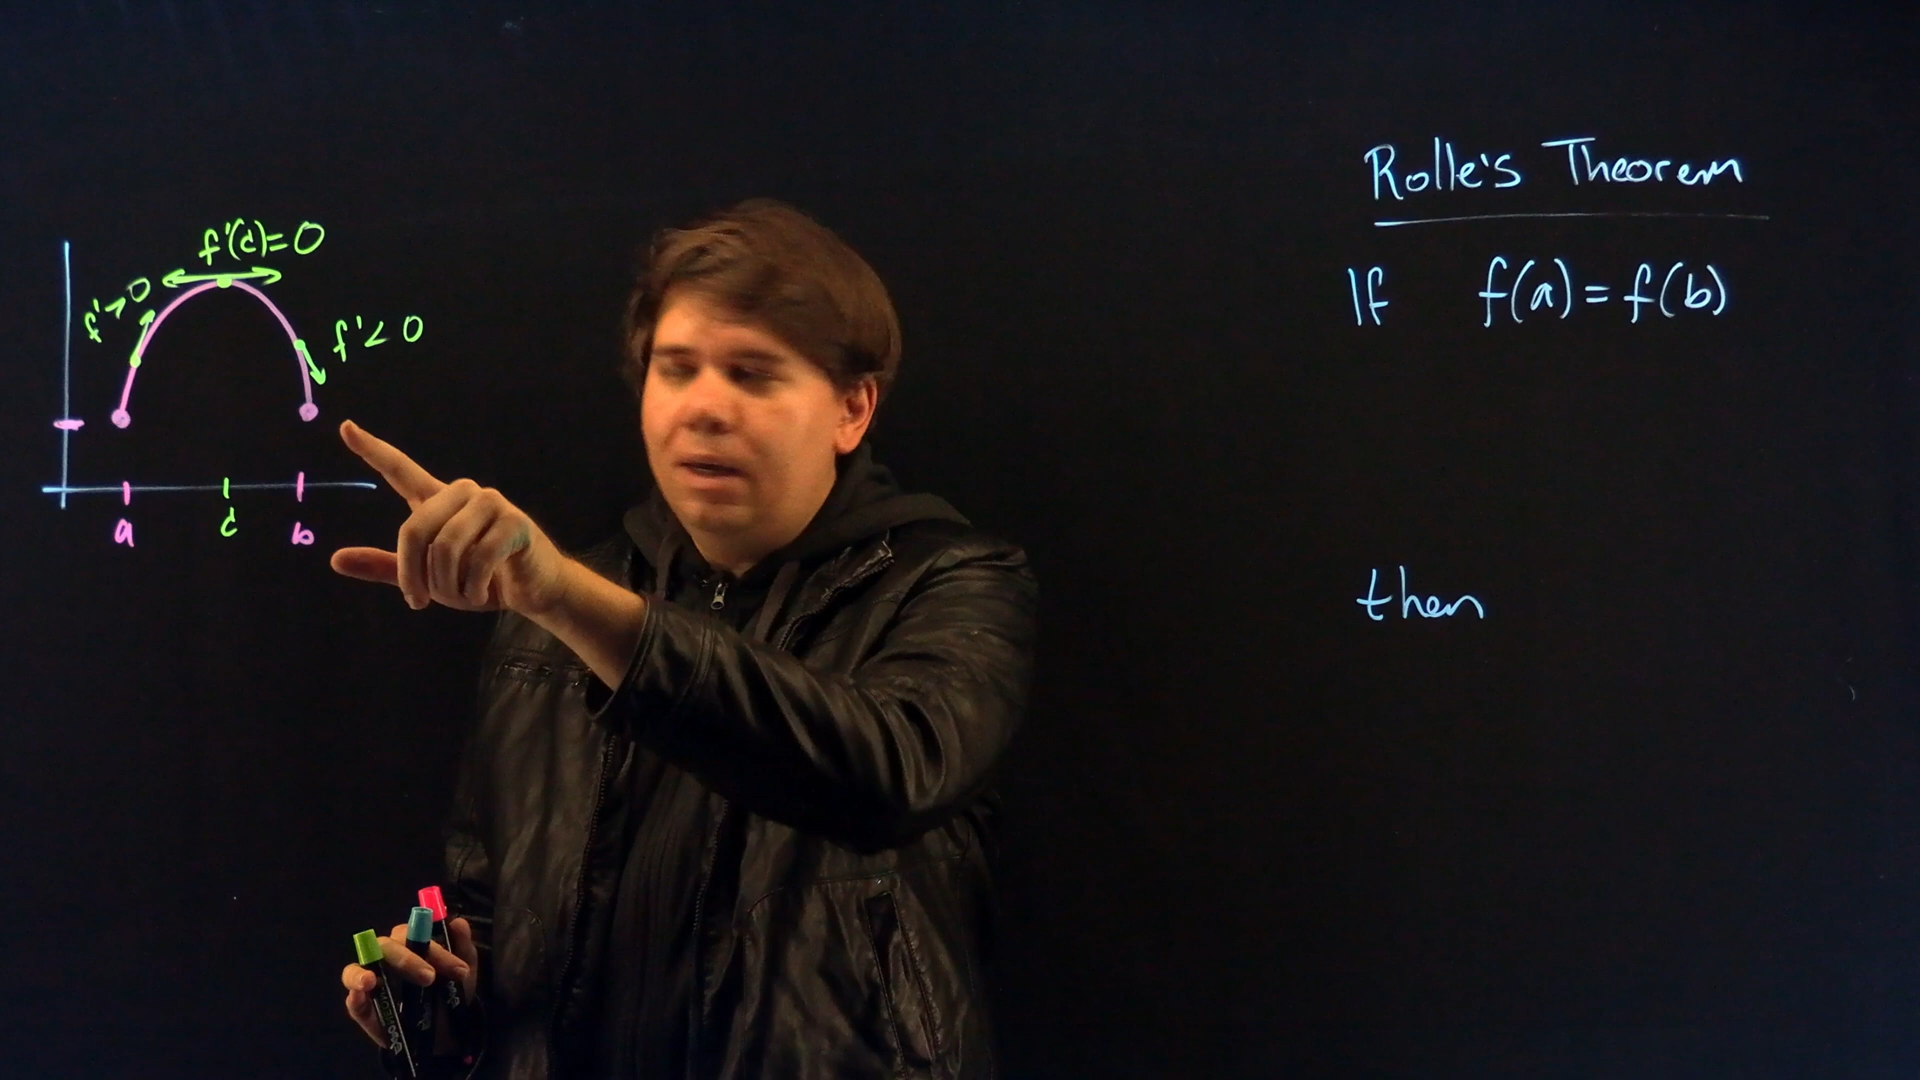 f'(c)=0
f'>0
f'<0
a
c
b
Rolle's Theorem
If f(a)=f(b)
then